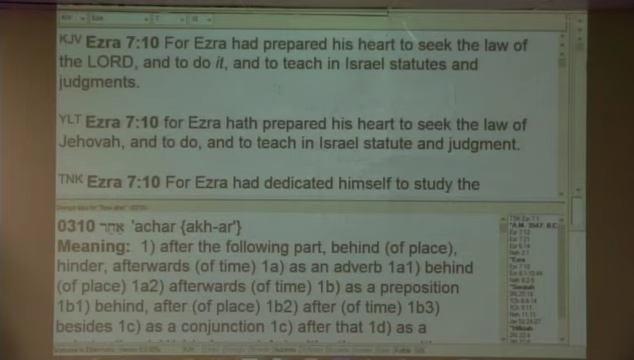 KJV Ezra 7:10 For Ezra had prepared his heart to seek the law of
the LORD, and to do it, and to teach in Israel statutes and
judgments.
YLT Ezra 7:10 for Ezra hath prepared his heart to seek the law of
Jehovah, and to do, and to teach in Israel statute and judgment.
TNK Ezra 7:10 For Ezra had dedicated himself to study the
0310 אַחַר 'achar {akh-ar'}
Meaning: 1) after the following part, behind (of place),
hinder, afterwards (of time) 1a) as an adverb 1a1) behind
(of place) 1a2) afterwards (of time) 1b) as a preposition
1b1) behind, after (of place) 1b2) after (of time) 1b3)
besides 1c) as a conjunction 1c) after that 1d) as a